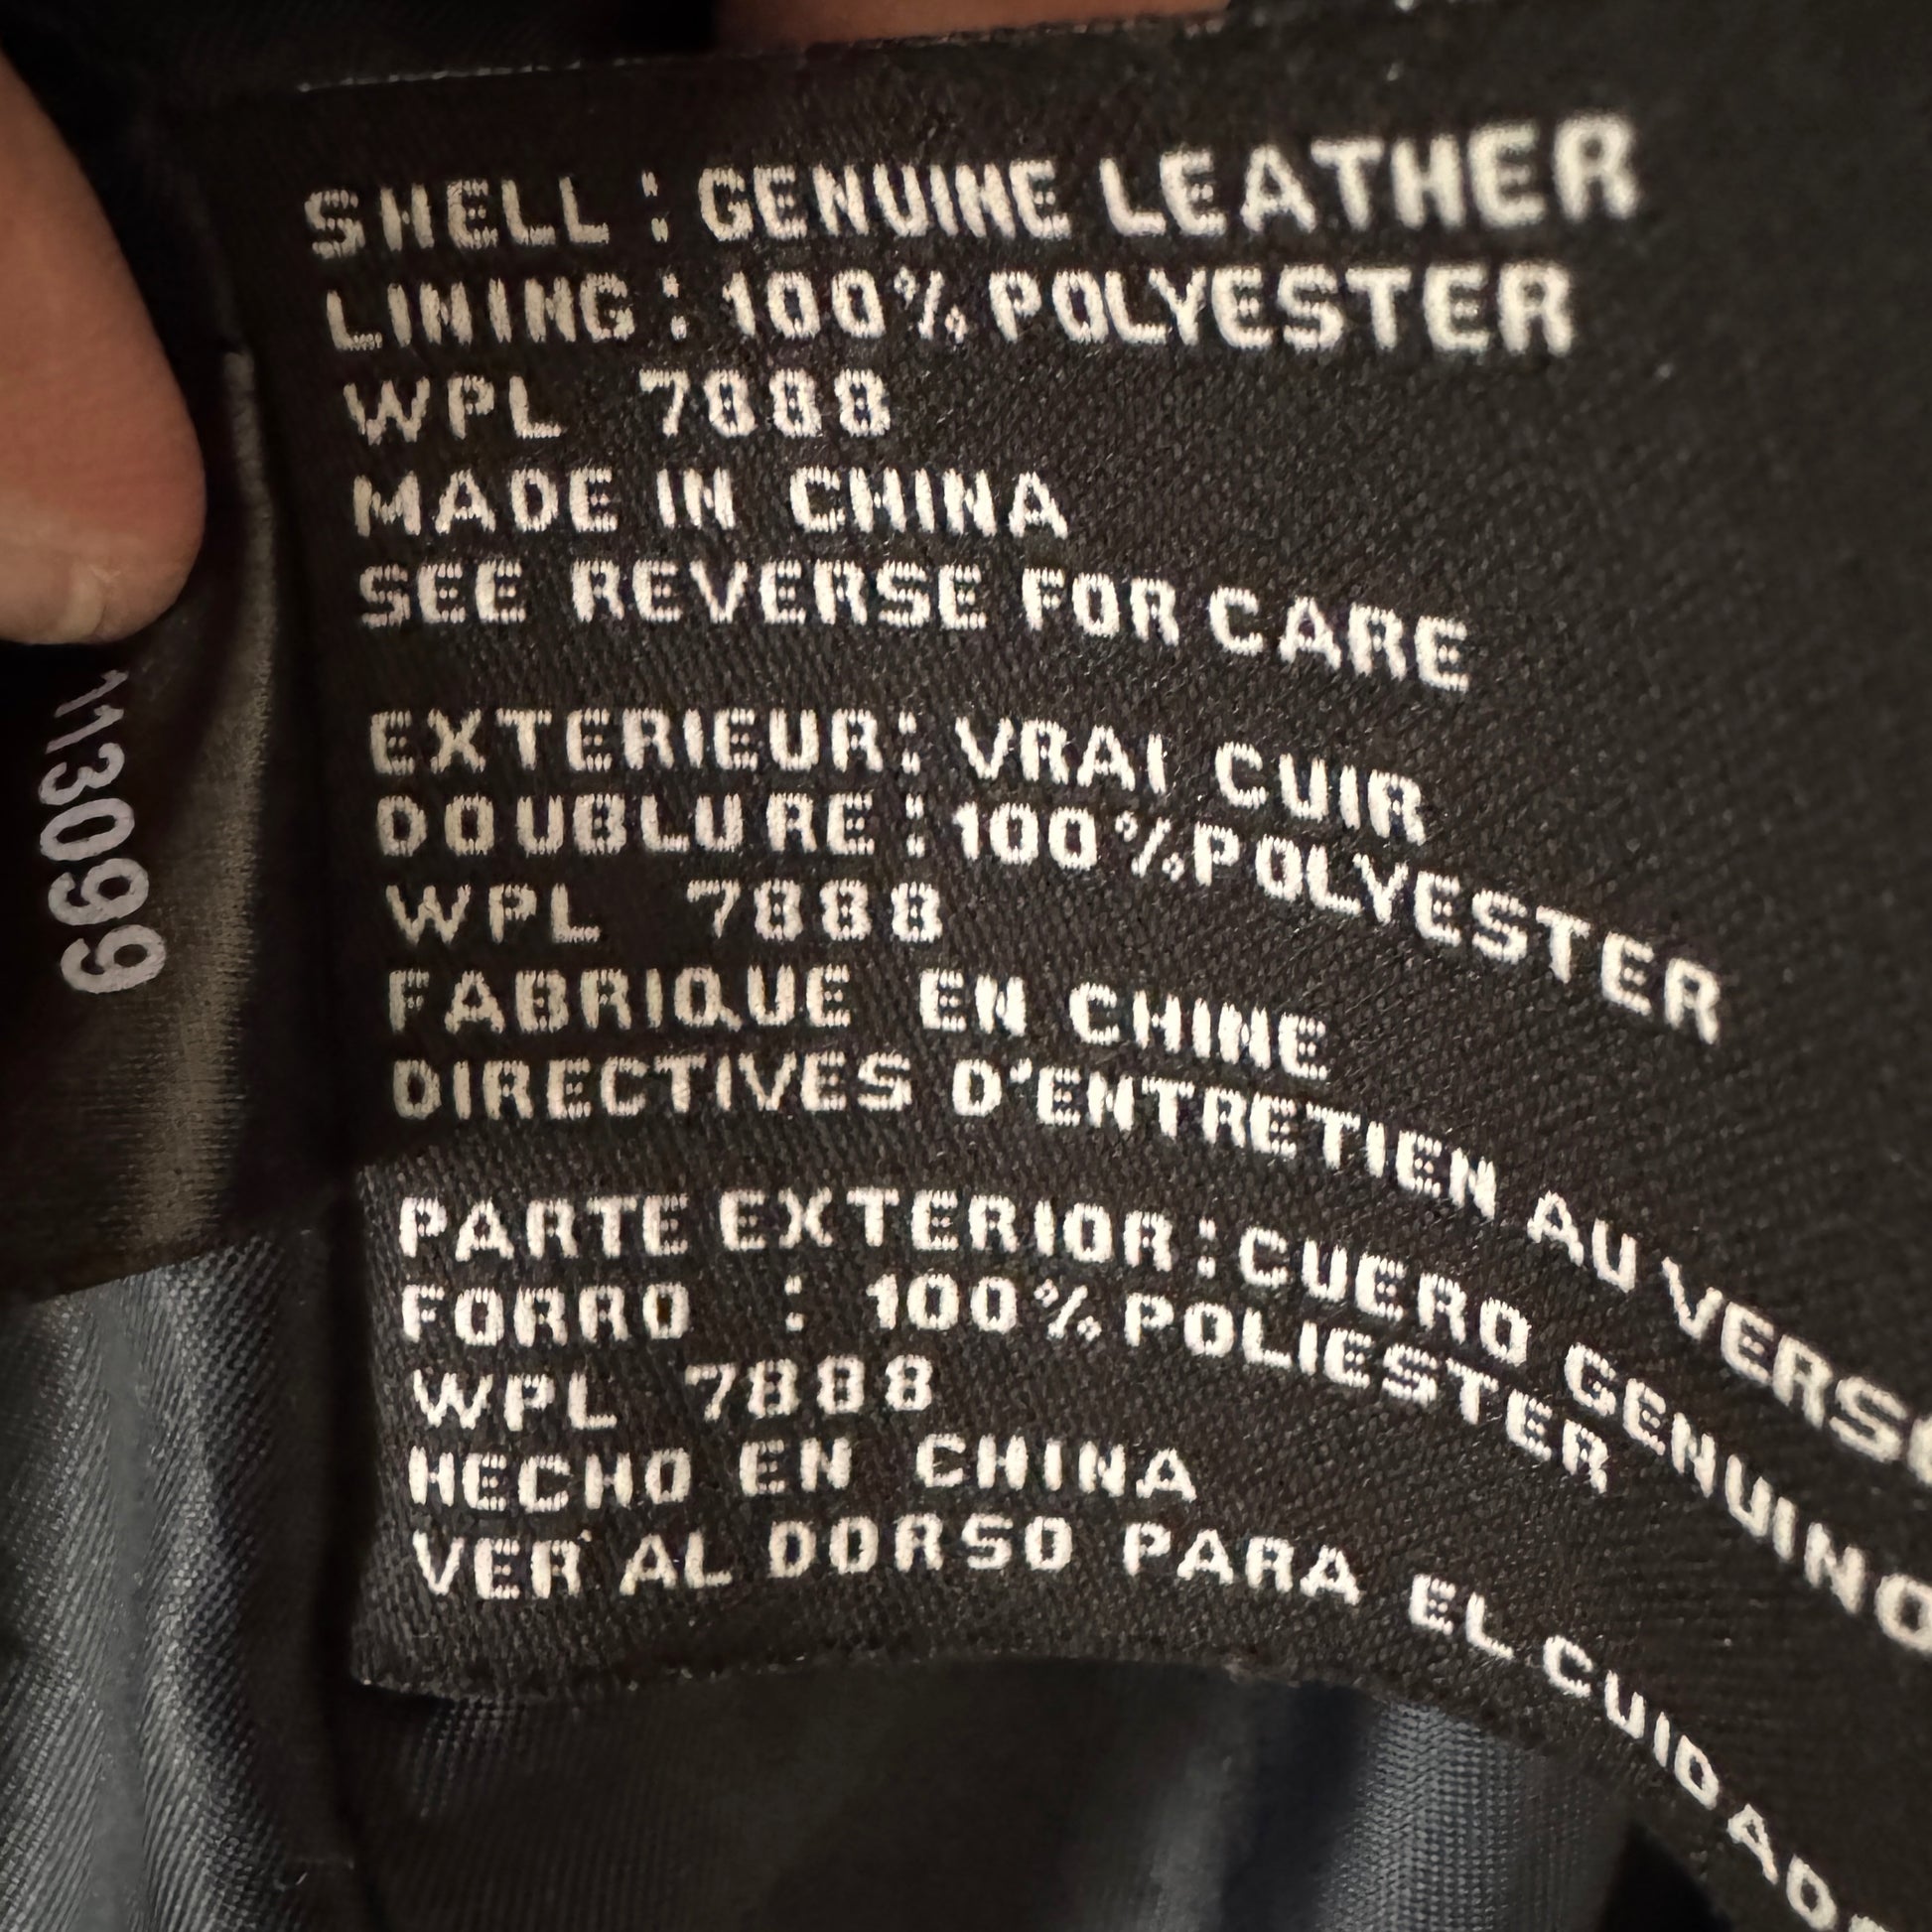 SHELL : GENUINE LEATHER
LINING : 100% POLYESTER
WPL 7888
MADE IN CHINA
SEE REVERSE FOR CARE
EXTERIEUR: VRAI CUIR
DOUBLURE : 100% POLYESTER
WPL 7888
FABRIQUE EN CHINE
DIRECTIVES D'ENTRETIEN AU VERSO
PARTE EXTERIOR: CUERO GENUINO
FORRO : 100% POLIESTER
WPL 7888
HECHO EN CHINA
VER AL DORSO PARA EL CUIDADO
113099